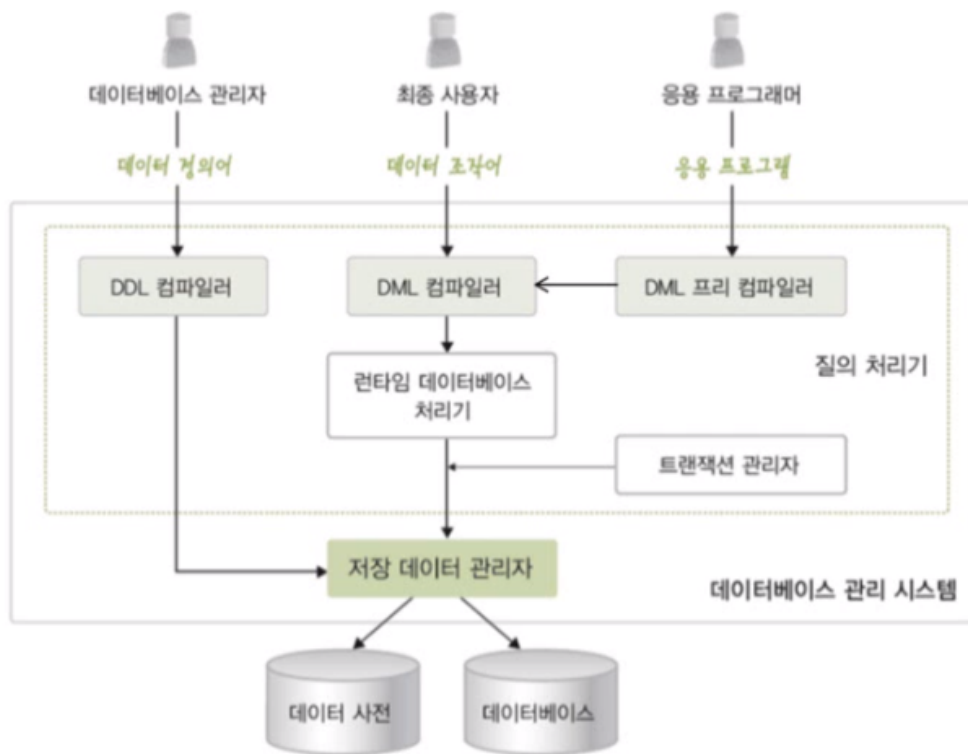 데이터베이스 관리자
최종 사용자
응용 프로그래머
데이터 정의어
데이터 조작어
응용 프로그램
DDL 컴파일러
DML 컴파일러
DML 프리 컴파일러
런타임 데이터베이스
처리기
질의 처리기
트랜잭션 관리자
저장 데이터 관리자
데이터베이스 관리 시스템
데이터 사전
데이터베이스